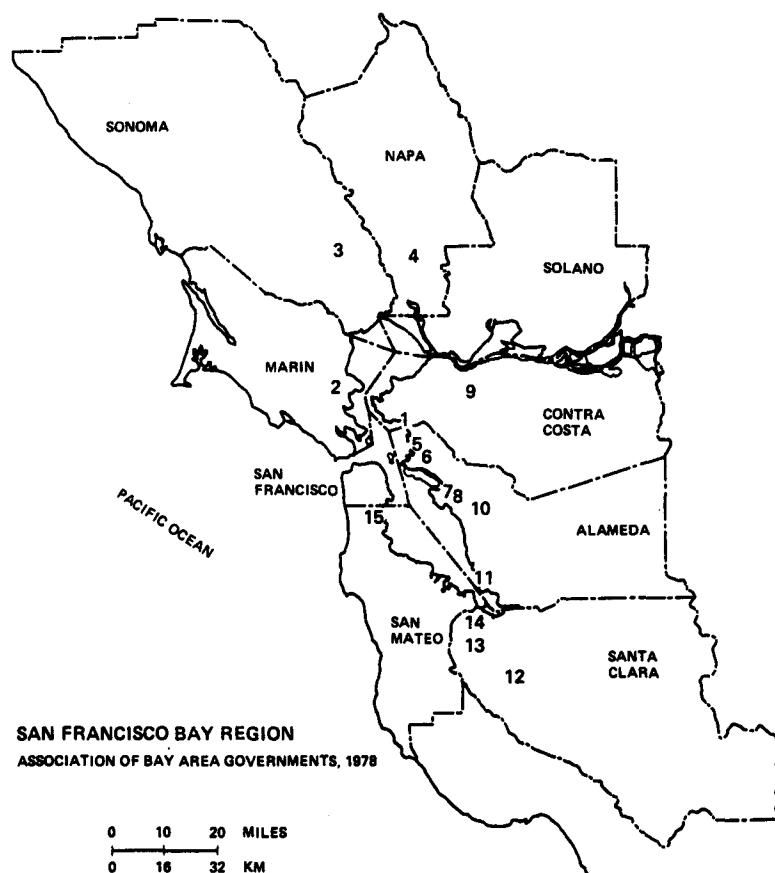 SONOMA
NAPA
3
4
SOLANO
MARIN
2
9
1
CONTRA
COSTA
5
6
SAN
FRANCISCO
7
8
10
PACIFIC OCEAN
15
ALAMEDA
11
SAN
MATEO
14
13
12
SANTA
CLARA
SAN FRANCISCO BAY REGION
ASSOCIATION OF BAY AREA GOVERNMENTS, 1978
0 10 20 MILES
0 16 32 KM